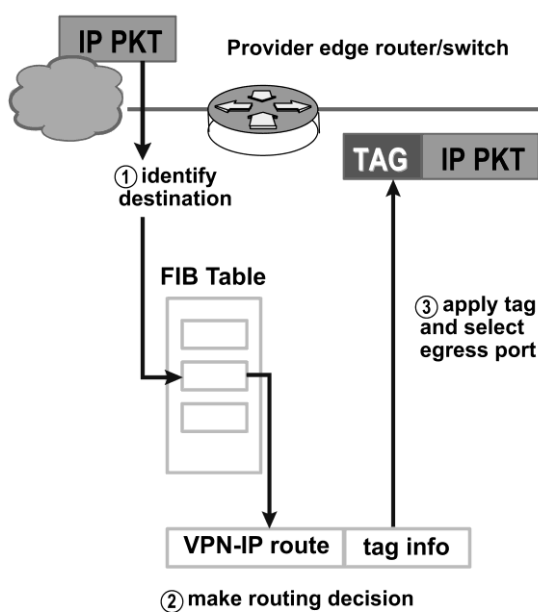 IP PKT
Provider edge router/switch
TAG IP PKT
① identify
destination
FIB Table
③ apply tag
and select
egress port
VPN-IP route tag info
② make routing decision